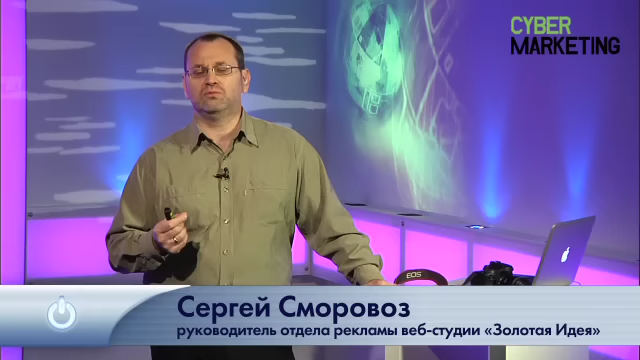 CYBER
MARKETING
EOS
Сергей Сморовоз
руководитель отдела рекламы веб-студии «Золотая Идея»